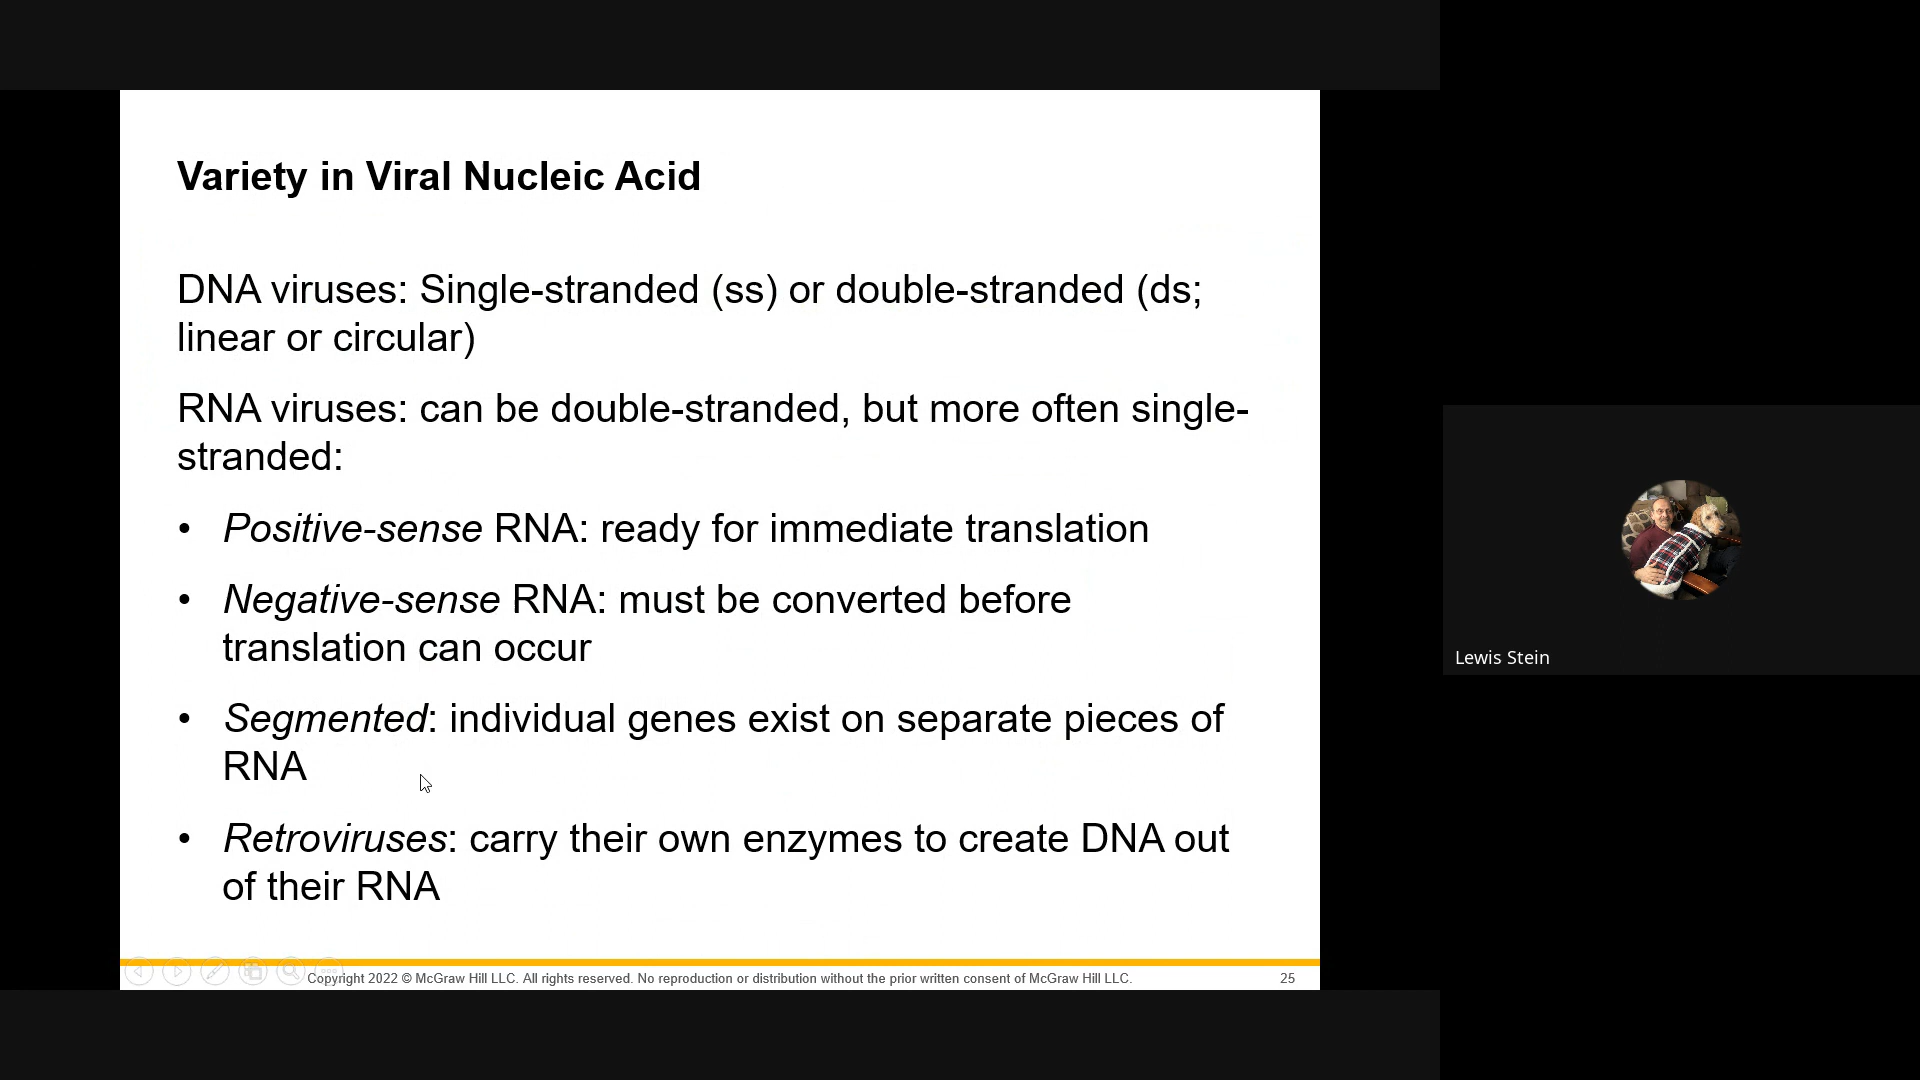 Variety in Viral Nucleic Acid
DNA viruses: Single-stranded (ss) or double-stranded (ds;
linear or circular)
RNA viruses: can be double-stranded, but more often single-
stranded:
• Positive-sense RNA: ready for immediate translation
• Negative-sense RNA: must be converted before
translation can occur
• Segmented: individual genes exist on separate pieces of
RNA
• Retroviruses: carry their own enzymes to create DNA out
of their RNA
Copyright 2022 © McGraw Hill LLC. All rights reserved. No reproduction or distribution without the prior written consent of McGraw Hill LLC.
25
Lewis Stein